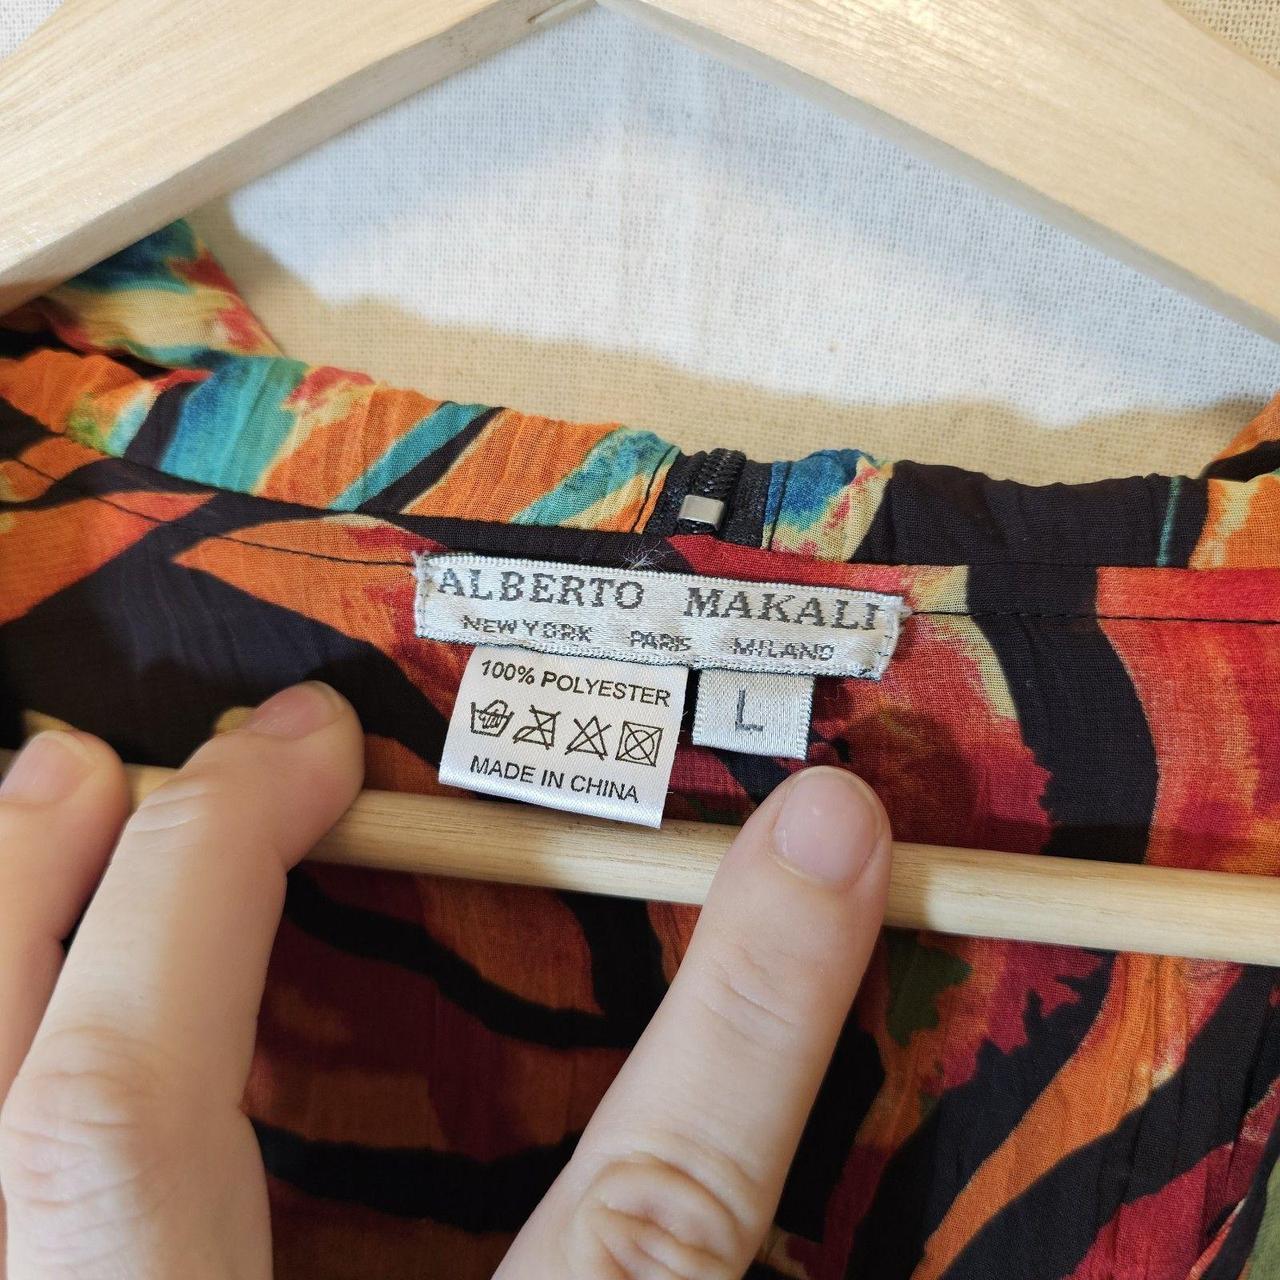 ALBERTO MAKALI
NEW YORK PARIS MILANO
100% POLYESTER
L
MADE IN CHINA